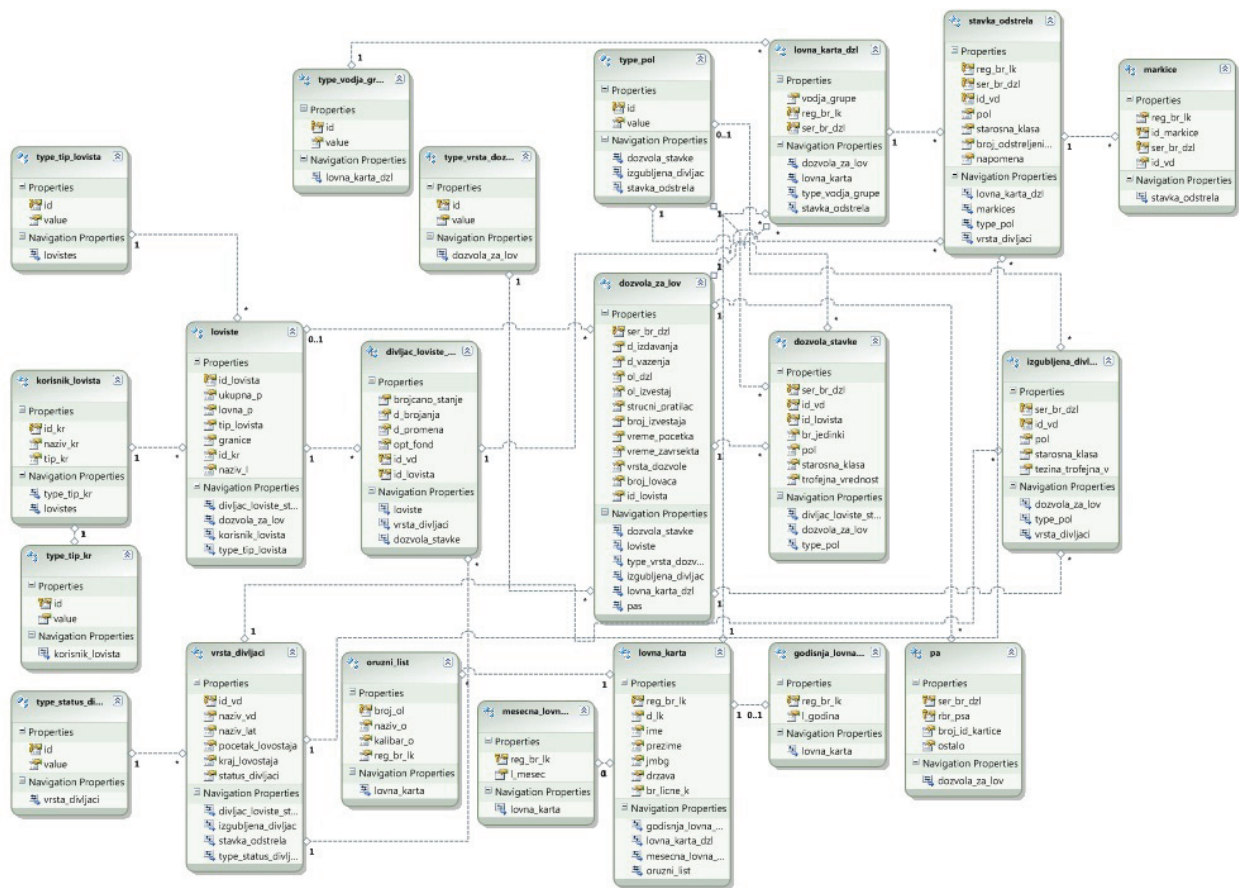 type_vodja_gr...
Properties
id
value
Navigation Properties
lovna_karta_dzl
type_pol
Properties
id
value
Navigation Properties
dozvola_stavke
izgubljena_divljac
stavka_odstrela
lovna_karta_dzl
Properties
vodja_grupe
reg_br_lk
ser_br_dzl
Navigation Properties
dozvola_za_lov
lovna_karta
type_vodja_grupe
stavka_odstrela
stavka_odstrela
Properties
reg_br_lk
ser_br_dzl
id_vd
pol
starosna_klasa
broj_odstreljeni...
napomena
Navigation Properties
lovna_karta_dzl
markices
type_pol
vrsta_divljaci
markice
Properties
reg_br_lk
id_markice
ser_br_dzl
id_vd
Navigation Properties
stavka_odstrela
type_tip_lovista
Properties
id
value
Navigation Properties
lovistes
type_vrsta_doz...
Properties
id
value
Navigation Properties
dozvola_za_lov
loviste
Properties
id_lovista
ukupna_p
lovna_p
tip_lovista
granice
id_kr
naziv_l
Navigation Properties
divljac_loviste_st...
dozvola_za_lov
korisnik_lovista
type_tip_lovista
divljac_loviste_...
Properties
brojcano_stanje
d_brojanja
d_promena
opt_fond
id_vd
id_lovista
Navigation Properties
loviste
vrsta_divljaci
dozvola_stavke
dozvola_za_lov
Properties
ser_br_dzl
d_izdavanja
d_vazenja
ol_dzl
ol_izvestaj
strucni_pratilac
broj_izvestaja
vreme_pocetka
vreme_zavrsekta
vrsta_dozvole
broj_lovaca
id_lovista
Navigation Properties
dozvola_stavke
loviste
type_vrsta_dozv...
izgubljena_divljac
lovna_karta_dzl
pas
dozvola_stavke
Properties
ser_br_dzl
id_vd
id_lovista
br_jedinki
pol
starosna_klasa
trofejna_vrednost
Navigation Properties
divljac_loviste_st...
dozvola_za_lov
type_pol
izgubljena_divl...
Properties
ser_br_dzl
id_vd
pol
starosna_klasa
tezina_trofejna_v
Navigation Properties
dozvola_za_lov
type_pol
vrsta_divljaci
korisnik_lovista
Properties
id_kr
naziv_kr
tip_kr
Navigation Properties
type_tip_kr
lovistes
type_tip_kr
Properties
id
value
Navigation Properties
korisnik_lovista
type_status_di...
Properties
id
value
Navigation Properties
vrsta_divljaci
vrsta_divljaci
Properties
id_vd
naziv_vd
naziv_lat
pocetak_lovostaja
kraj_lovostaja
status_divljaci
Navigation Properties
divljac_loviste_st...
izgubljena_divljac
stavka_odstrela
type_status_divlj...
oruzni_list
Properties
broj_ol
naziv_o
kalibar_o
reg_br_lk
Navigation Properties
lovna_karta
mesecna_lovn...
Properties
reg_br_lk
l_mesec
Navigation Properties
lovna_karta
lovna_karta
Properties
reg_br_lk
d_lk
ime
prezime
jmbg
drzava
br_licne_k
Navigation Properties
godisnja_lovna_...
lovna_karta_dzl
mesecna_lovna_...
oruzni_list
godisnja_lovna...
Properties
reg_br_lk
l_godina
Navigation Properties
lovna_karta
pa
Properties
ser_br_dzl
rbr_psa
broj_id_kartice
ostalo
Navigation Properties
dozvola_za_lov